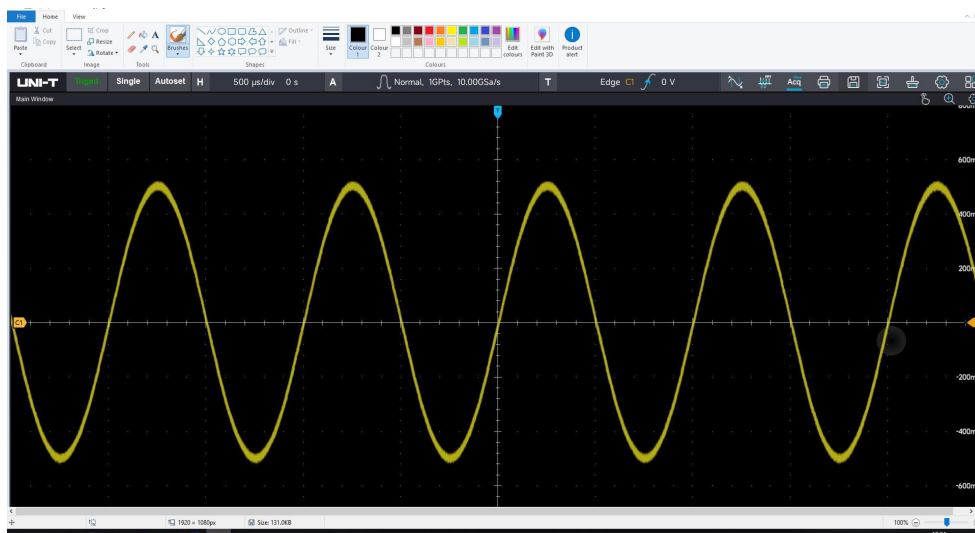 File Home View
Cut
Copy
Paste
Clipboard
Crop
Resize
Rotate
Select
Image
A
Tools
Brushes
Outline
Fill
Shapes
Size
Colour 1
Colour 2
Edit colours
Colours
Edit with Paint 3D
Product alert
UNI-T Trig'd Single Autoset H 500 µs/div 0 s A Normal, 1GPts, 10.00GSa/s T Edge C1 0 V Acq
Main Window
T
600m
400m
200m
C1
-200m
-400m
-600m
1920 × 1080px Size: 131.0KB 100%